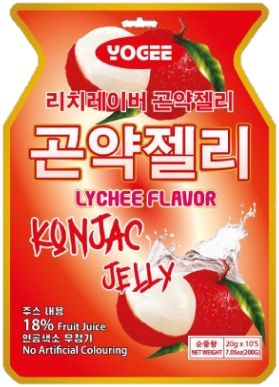 YOGEE
리치레이버 곤약젤리
곤약젤리
LYCHEE FLAVOR
KONJAC
JELLY
주스 내용
18% Fruit Juice
인공색소 무첨가
No Artificial Colouring
순중량 20g x 10'S
NET WEIGHT 7.05oz(200G)